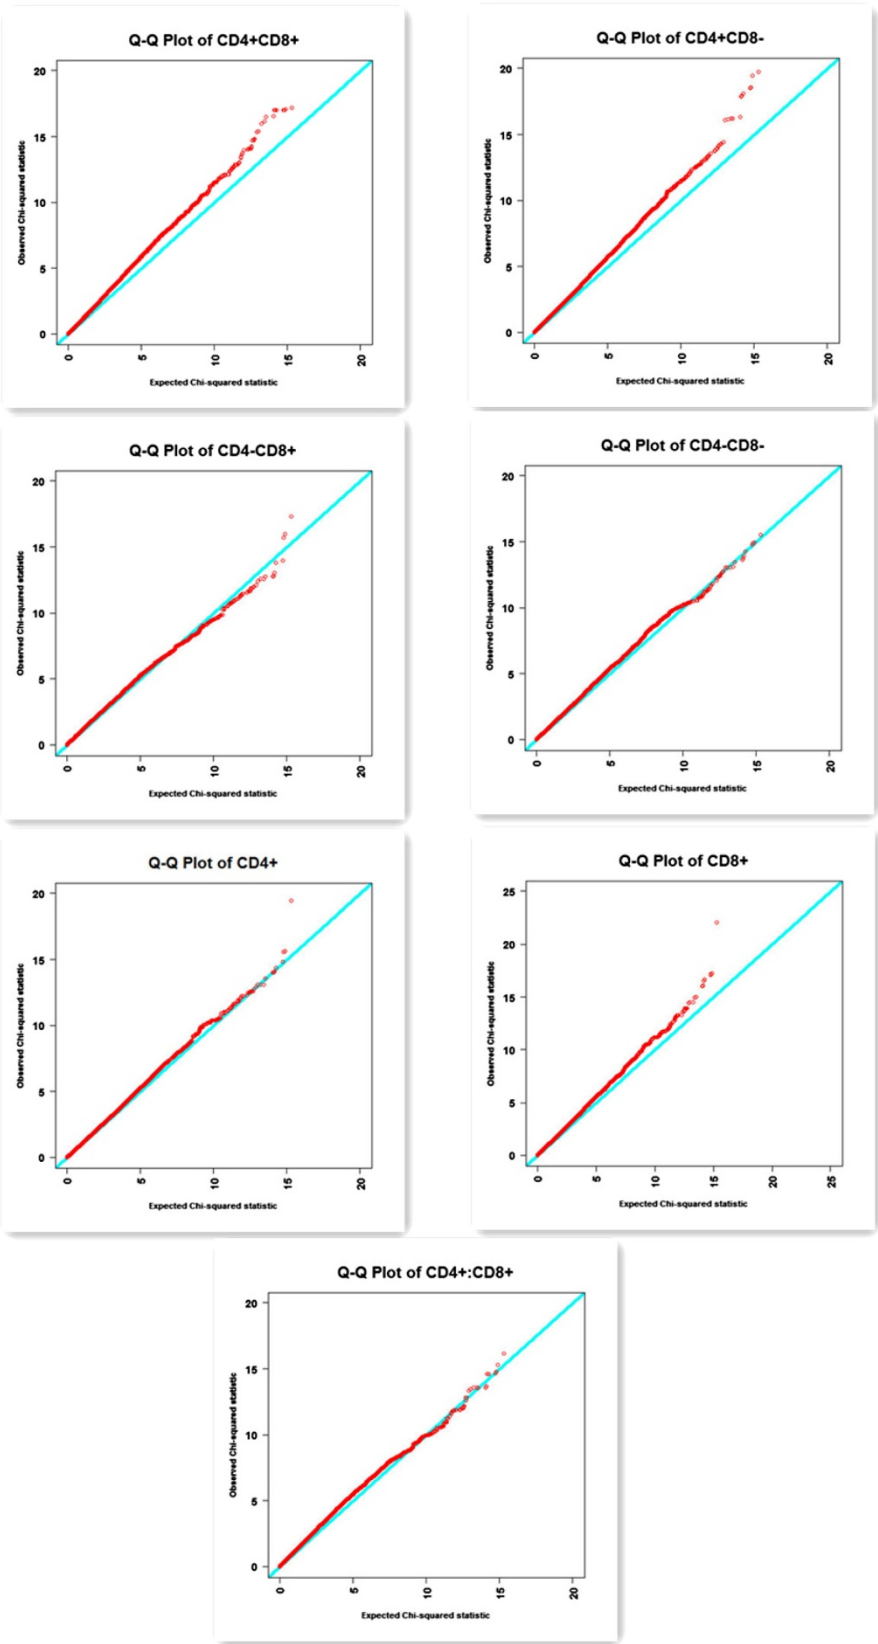 Q-Q Plot of CD4+CD8+
20
15
10
5
0
Observed Chi-squared statistic
0 5 10 15 20
Expected Chi-squared statistic
Q-Q Plot of CD4+CD8-
20
15
10
5
0
Observed Chi-squared statistic
0 5 10 15 20
Expected Chi-squared statistic
Q-Q Plot of CD4-CD8+
20
15
10
5
0
Observed Chi-squared statistic
0 5 10 15 20
Expected Chi-squared statistic
Q-Q Plot of CD4-CD8-
20
15
10
5
0
Observed Chi-squared statistic
0 5 10 15 20
Expected Chi-squared statistic
Q-Q Plot of CD4+
20
15
10
5
0
Observed Chi-squared statistic
0 5 10 15 20
Expected Chi-squared statistic
Q-Q Plot of CD8+
25
20
15
10
5
0
Observed Chi-squared statistic
0 5 10 15 20 25
Expected Chi-squared statistic
Q-Q Plot of CD4+:CD8+
20
15
10
5
0
Observed Chi-squared statistic
0 5 10 15 20
Expected Chi-squared statistic